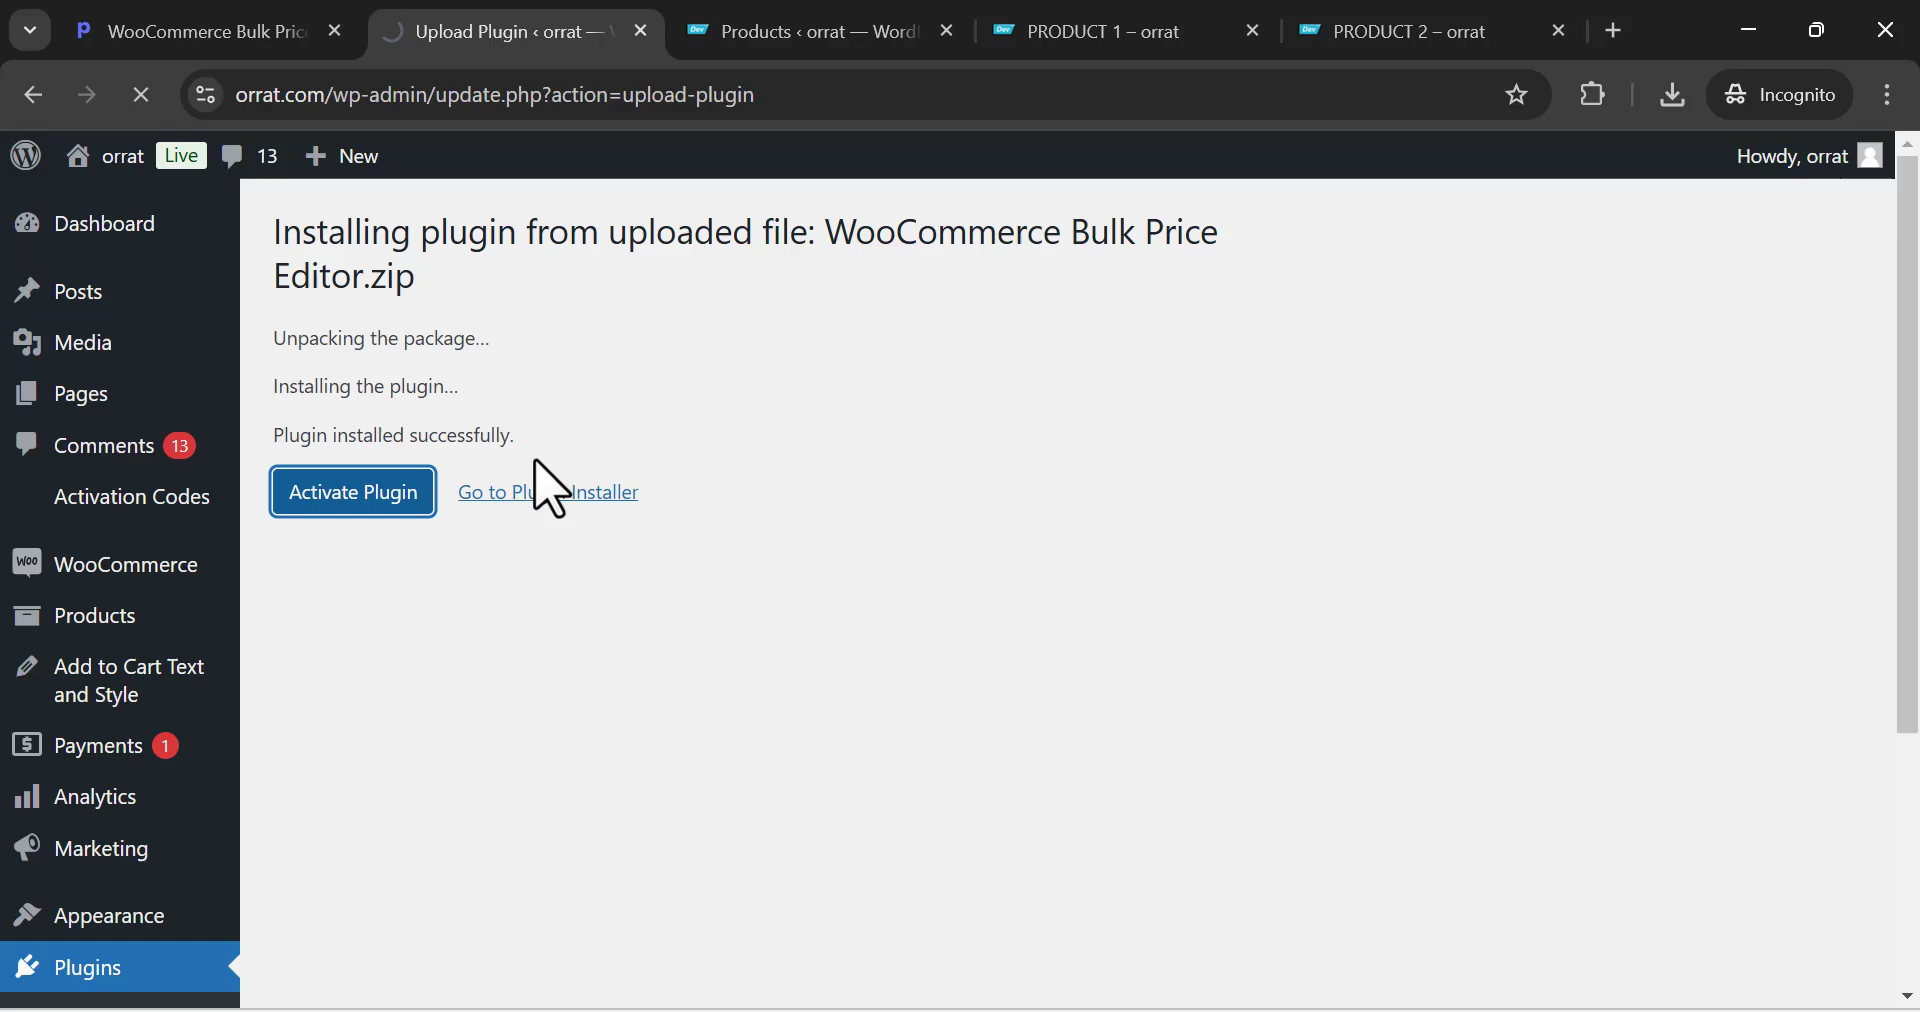 WooCommerce Bulk Pric
Upload Plugin ‹ orrat —
Products ‹ orrat — Word
PRODUCT 1 – orrat
PRODUCT 2 – orrat
orrat.com/wp-admin/update.php?action=upload-plugin
Incognito
orrat
Live
13
New
Howdy, orrat
Dashboard
Posts
Media
Pages
Comments 13
Activation Codes
Woo WooCommerce
Products
Add to Cart Text
and Style
Payments 1
Analytics
Marketing
Appearance
Plugins
Installing plugin from uploaded file: WooCommerce Bulk Price
Editor.zip
Unpacking the package...
Installing the plugin...
Plugin installed successfully.
Activate Plugin
Go to Installer